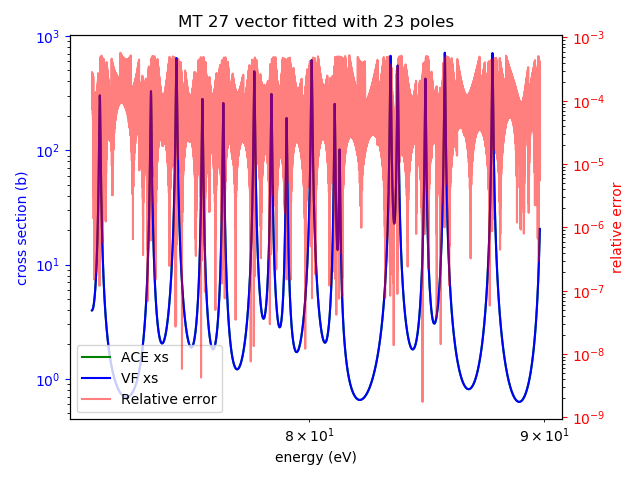 MT 27 vector fitted with 23 poles
10³
10²
10¹
10⁰
cross section (b)
10⁻³
10⁻⁴
10⁻⁵
10⁻⁶
10⁻⁷
10⁻⁸
10⁻⁹
relative error
ACE xs
VF xs
Relative error
8 × 10¹
9 × 10¹
energy (eV)